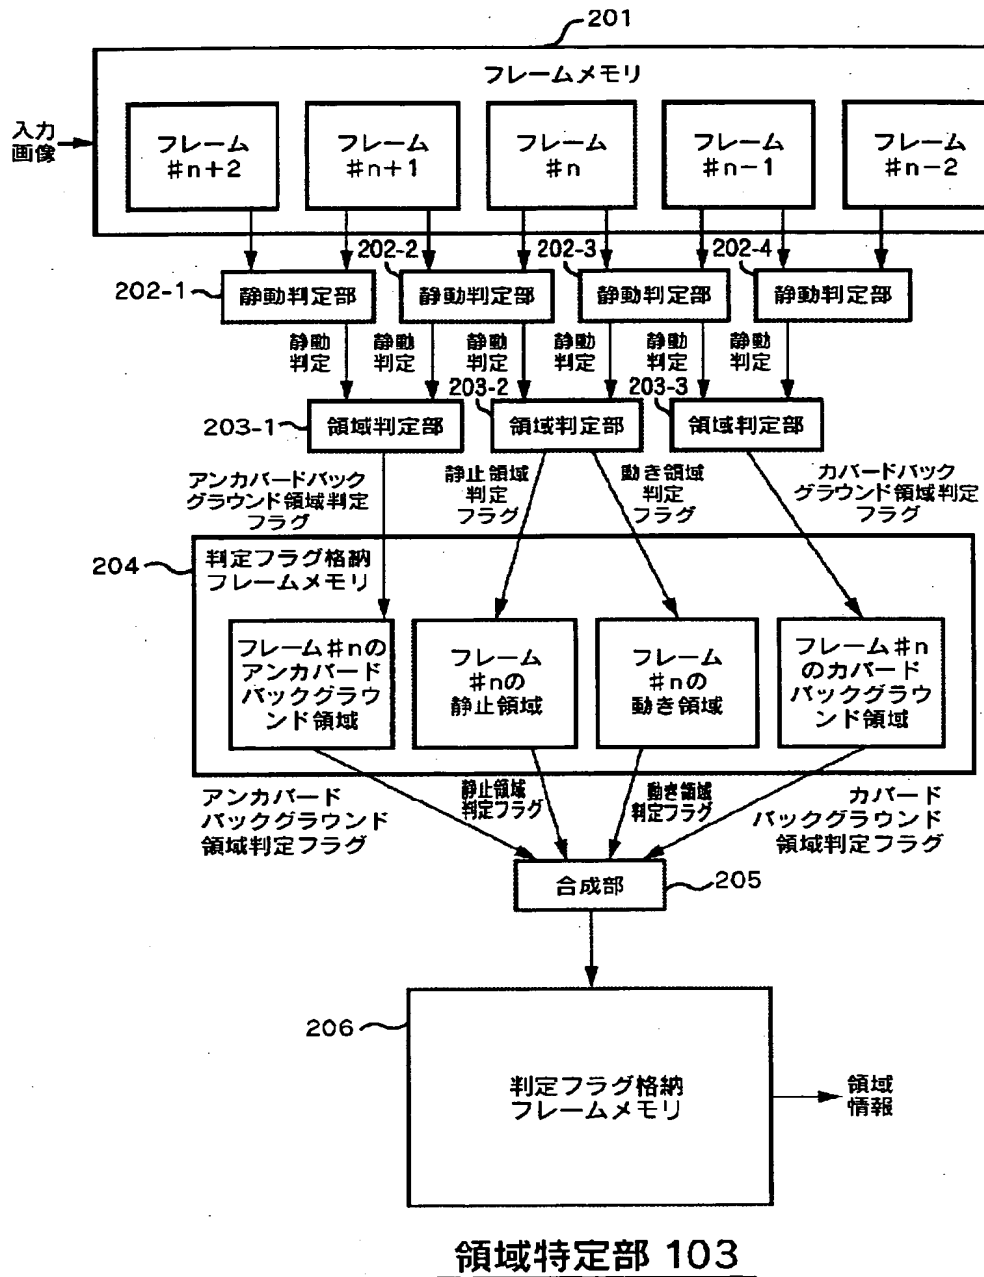 201
フレームメモリ
入力
画像
フレーム
#n+2
フレーム
#n+1
フレーム
#n
フレーム
#n-1
フレーム
#n-2
202-1
静動判定部
202-2
静動判定部
202-3
静動判定部
202-4
静動判定部
静動
判定
静動
判定
静動
判定
静動
判定
静動
判定
静動
判定
203-1
領域判定部
203-2
領域判定部
203-3
領域判定部
アンカバードバック
グラウンド領域判定
フラグ
静止領域
判定
フラグ
動き領域
判定
フラグ
カバードバック
グラウンド領域判定
フラグ
204
判定フラグ格納
フレームメモリ
フレーム#nの
アンカバード
バックグラウ
ンド領域
フレーム
#nの
静止領域
フレーム
#nの
動き領域
フレーム#n
のカバード
バックグラウ
ンド領域
アンカバード
バックグラウンド
領域判定フラグ
静止領域
判定フラグ
動き領域
判定フラグ
カバード
バックグラウンド
領域判定フラグ
合成部
205
206
判定フラグ格納
フレームメモリ
領域
情報
領域特定部 103